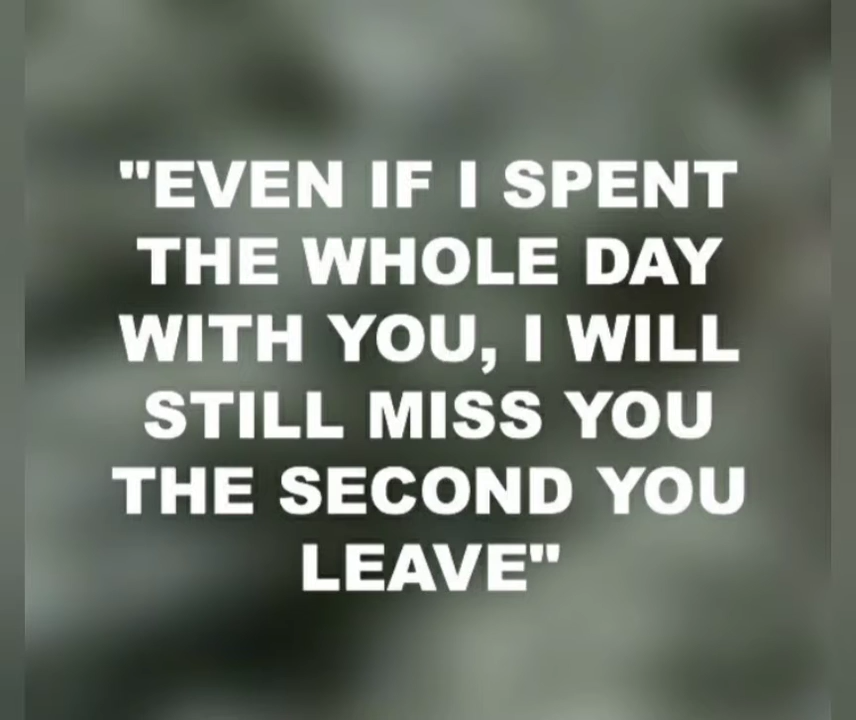 "EVEN IF I SPENT
THE WHOLE DAY
WITH YOU, I WILL
STILL MISS YOU
THE SECOND YOU
LEAVE"